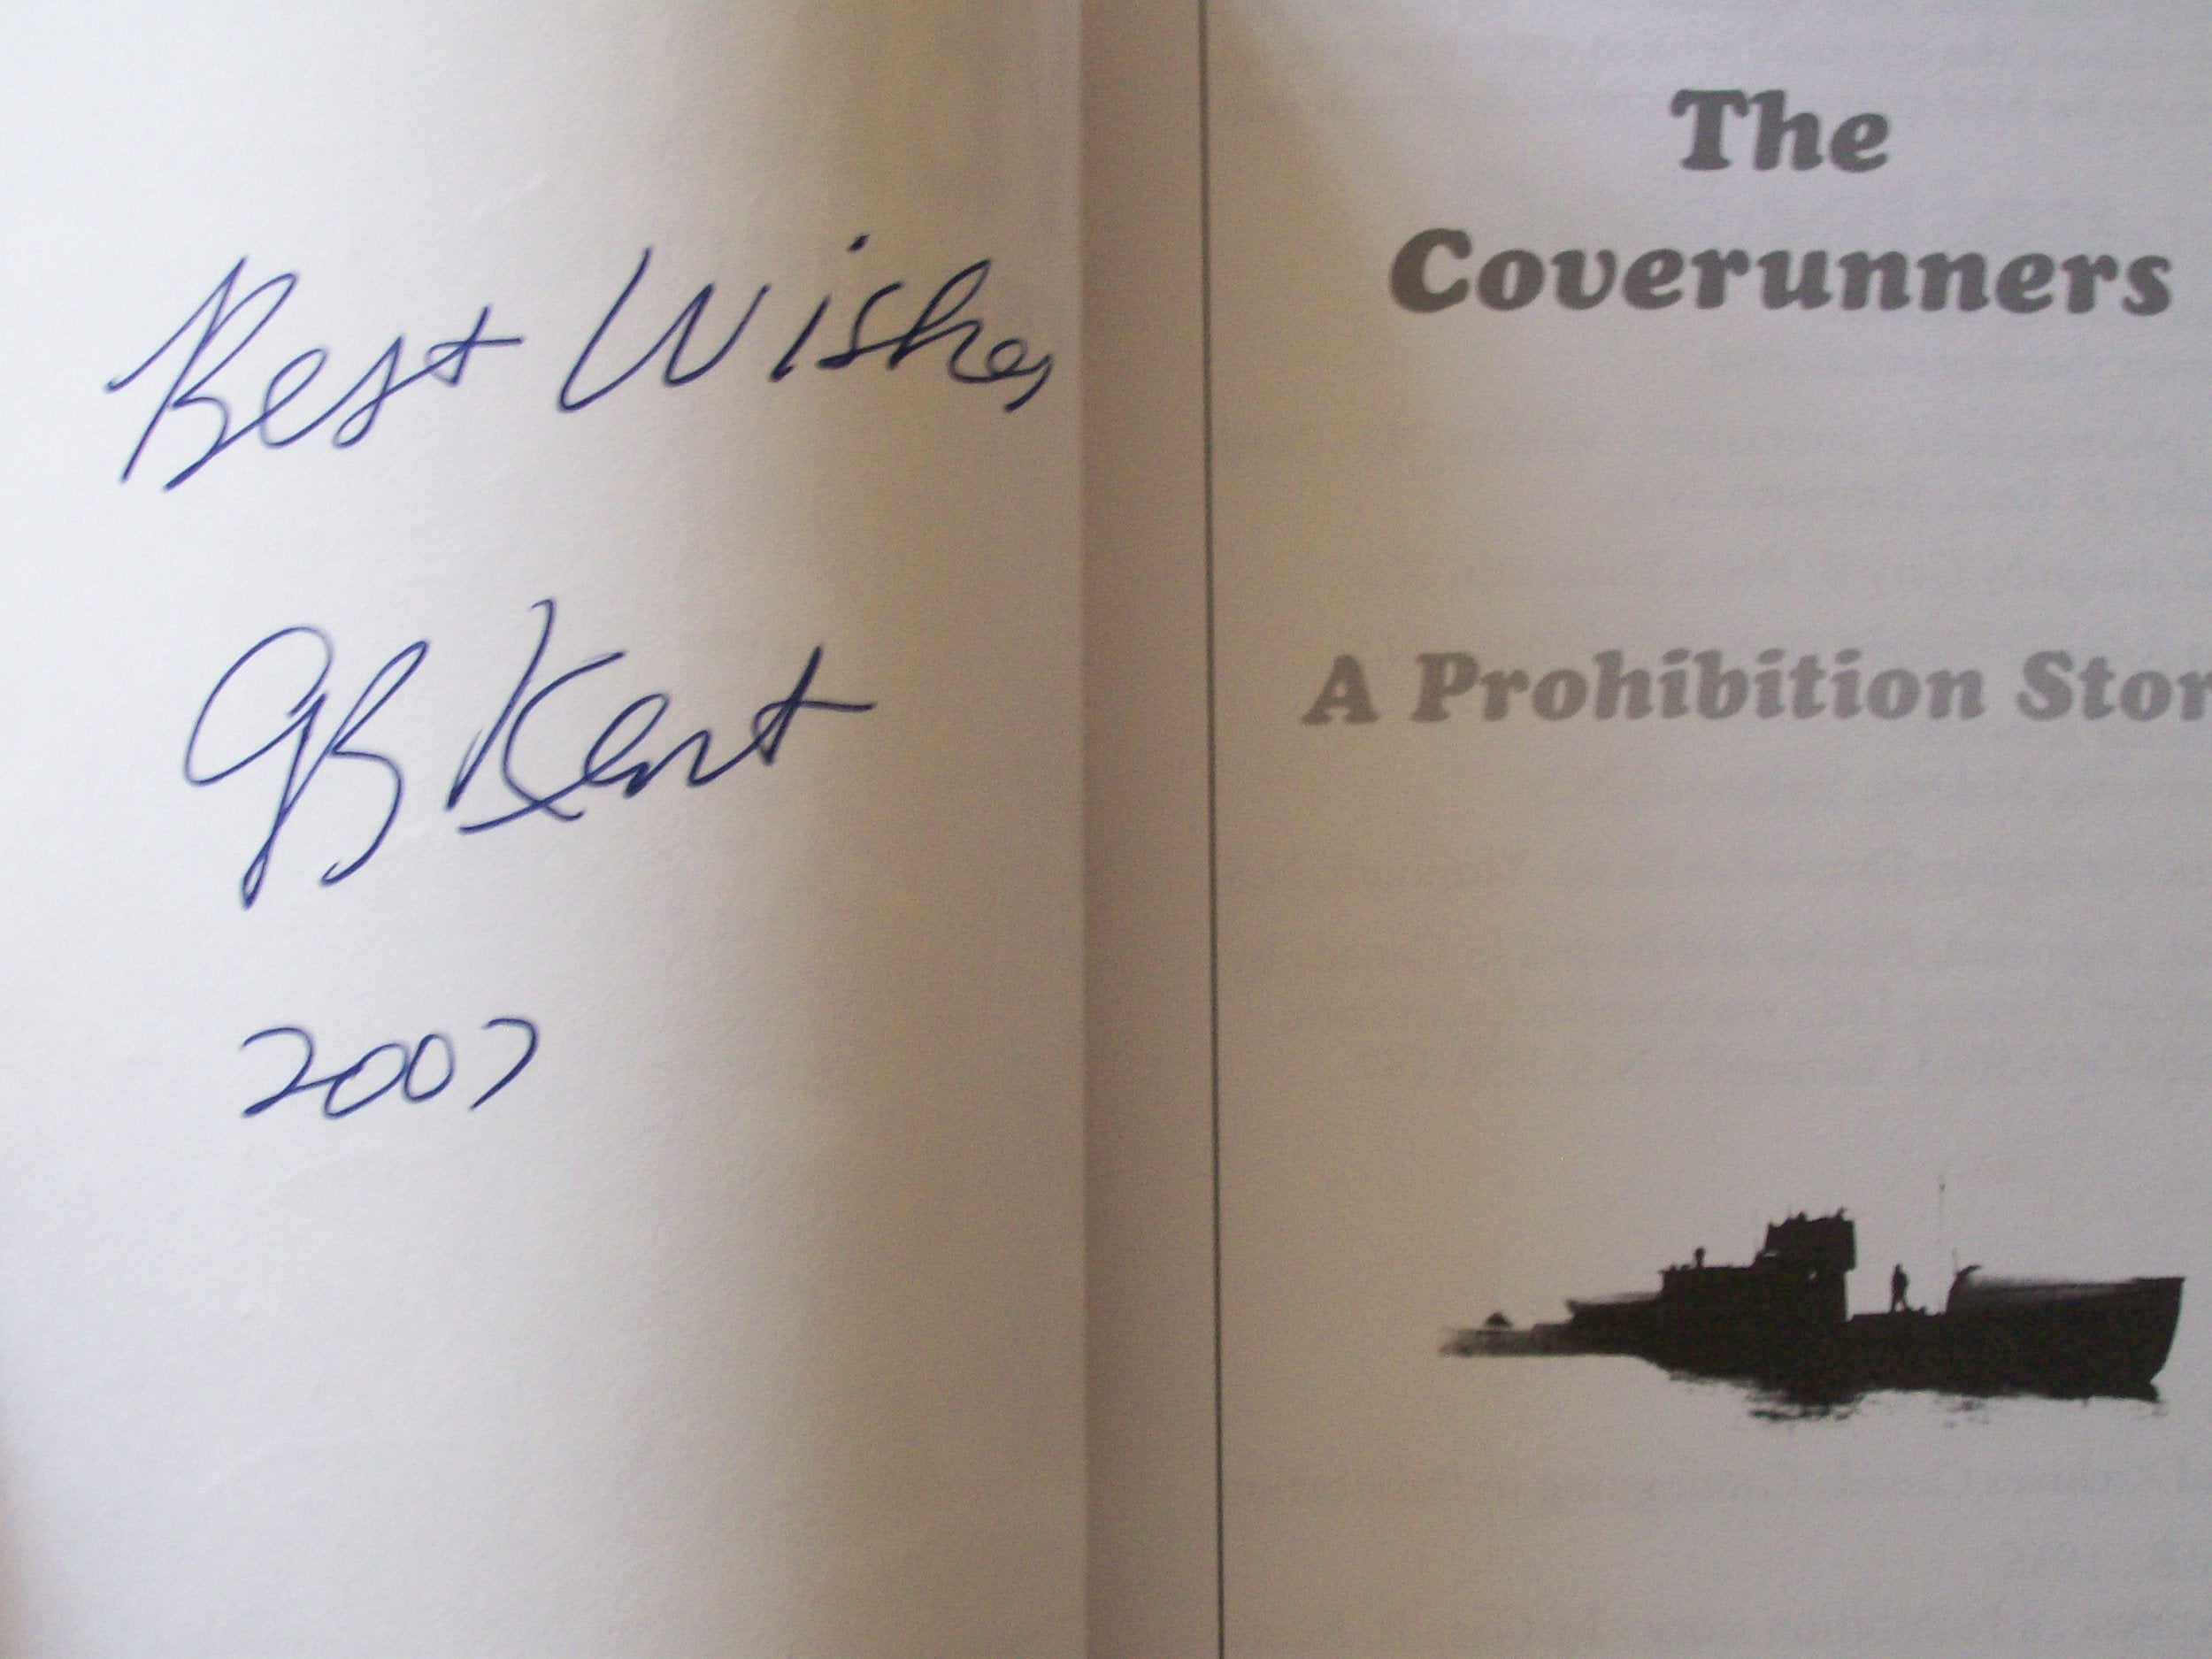 Best Wishes
GB Kent
2007
The
Coverunners
A Prohibition Stor